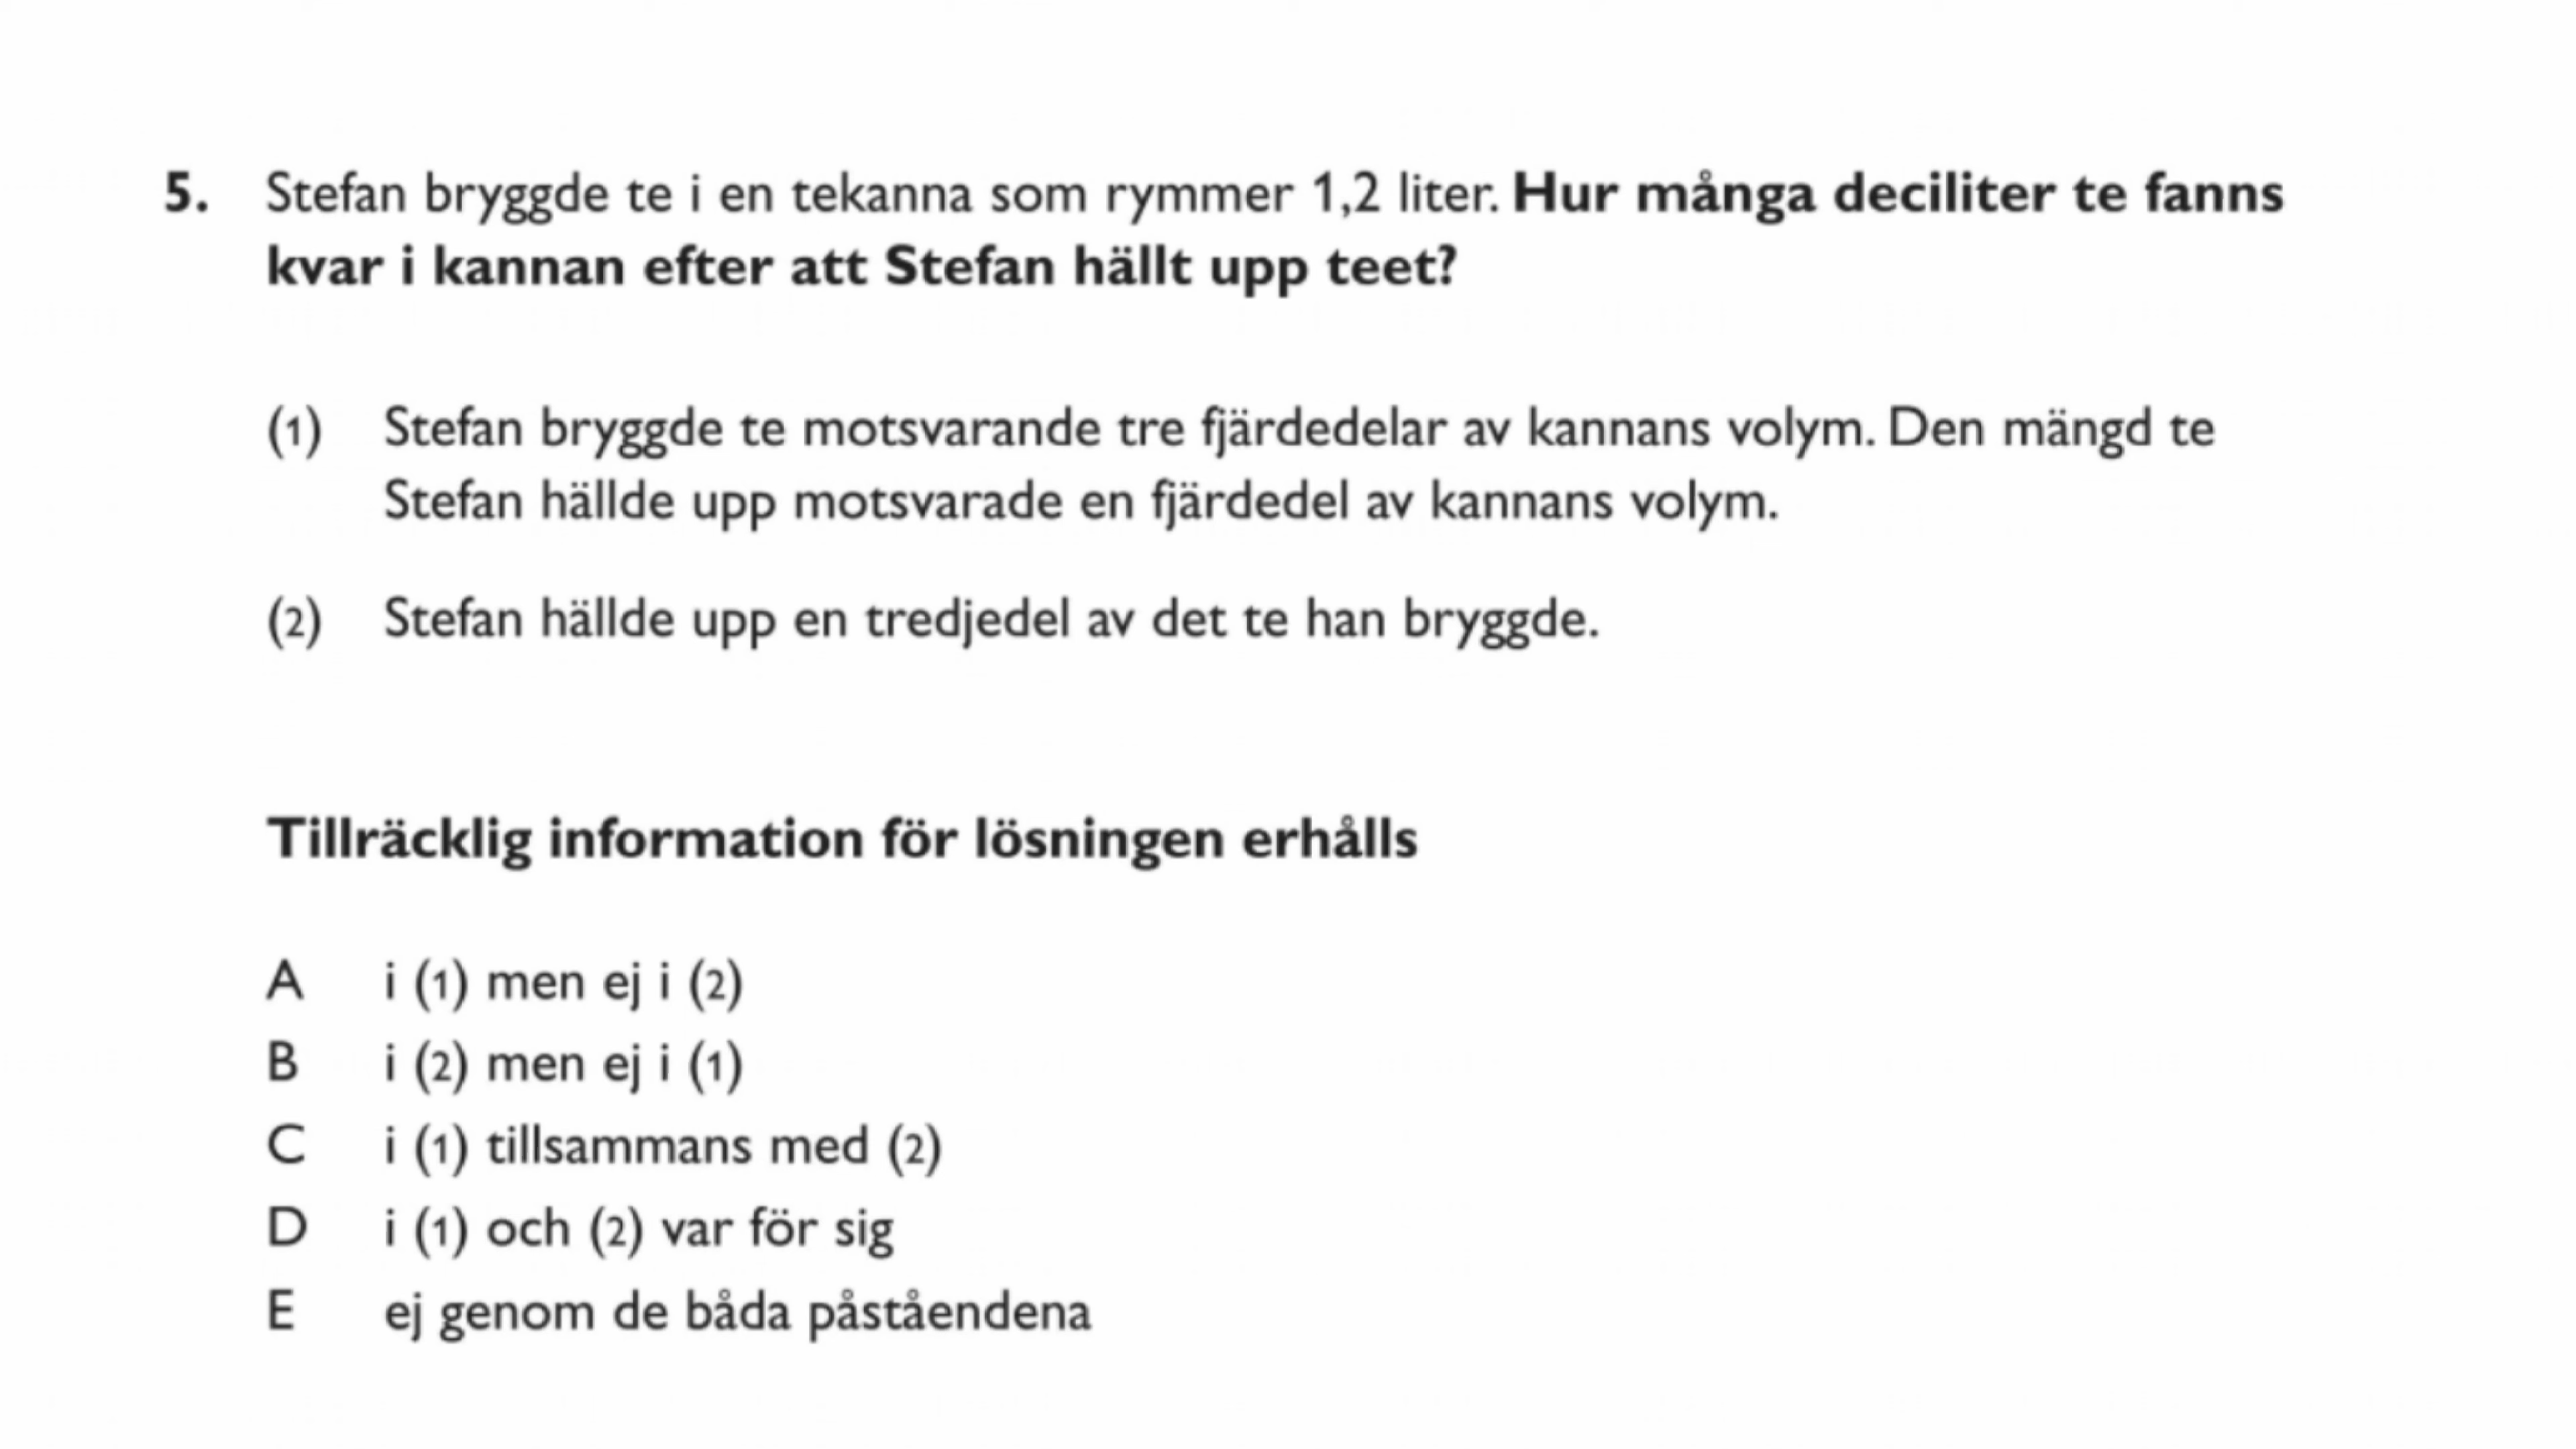 5. Stefan bryggde te i en tekanna som rymmer 1,2 liter. Hur många deciliter te fanns
kvar i kannan efter att Stefan hällt upp teet?
(1) Stefan bryggde te motsvarande tre fjärdedelar av kannans volym. Den mängd te
Stefan hällde upp motsvarade en fjärdedel av kannans volym.
(2) Stefan hällde upp en tredjedel av det te han bryggde.
Tillräcklig information för lösningen erhålls
A i (1) men ej i (2)
B i (2) men ej i (1)
C i (1) tillsammans med (2)
D i (1) och (2) var för sig
E ej genom de båda påståendena